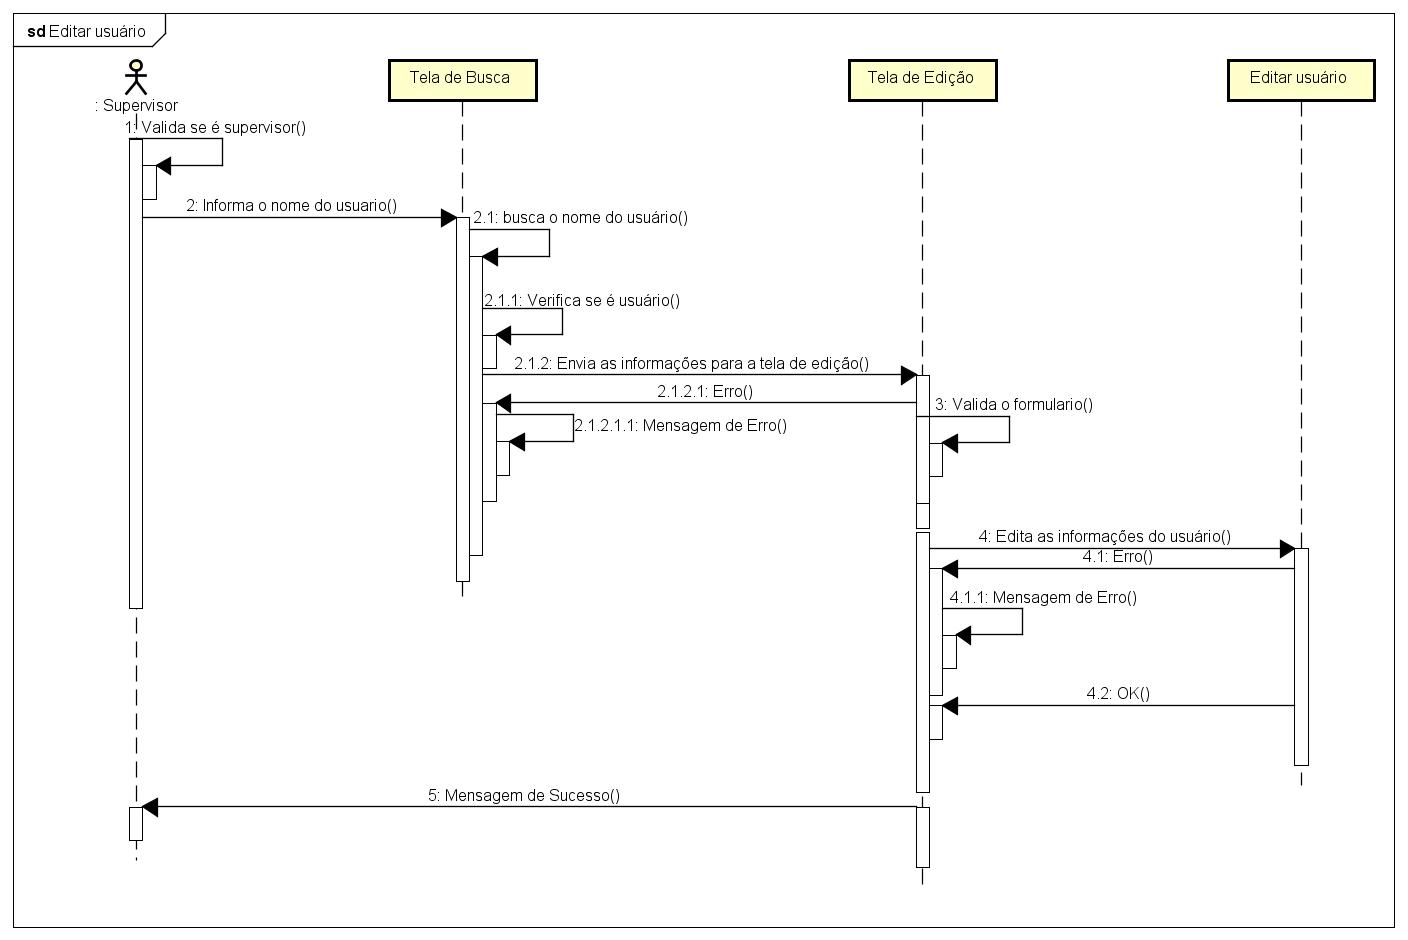 sd Editar usuário
: Supervisor
Tela de Busca
Tela de Edição
Editar usuário
1: Valida se é supervisor()
2: Informa o nome do usuario()
2.1: busca o nome do usuário()
2.1.1: Verifica se é usuário()
2.1.2: Envia as informações para a tela de edição()
2.1.2.1: Erro()
3: Valida o formulario()
2.1.2.1.1: Mensagem de Erro()
4: Edita as informações do usuário()
4.1: Erro()
4.1.1: Mensagem de Erro()
4.2: OK()
5: Mensagem de Sucesso()